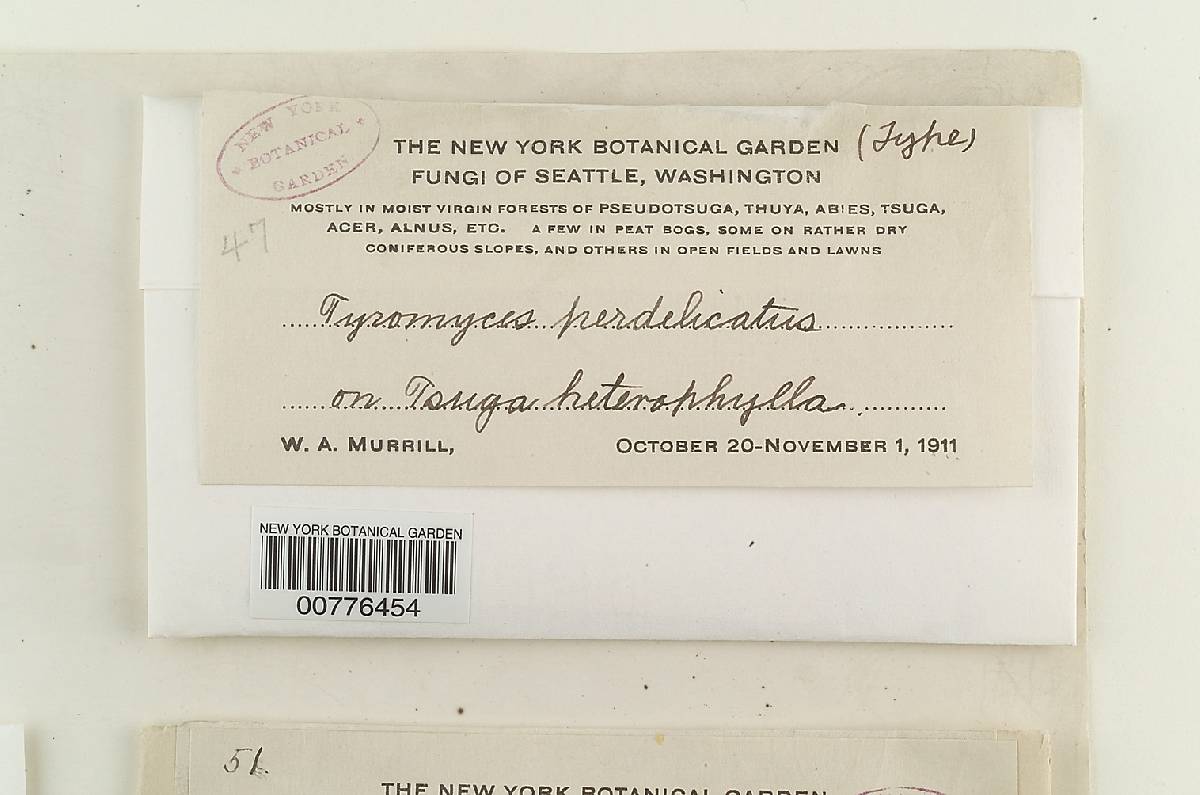 NEW YORK
* BOTANICAL *
GARDEN
THE NEW YORK BOTANICAL GARDEN (Type)
FUNGI OF SEATTLE, WASHINGTON
MOSTLY IN MOIST VIRGIN FORESTS OF PSEUDOTSUGA, THUYA, ABIES, TSUGA,
47
ACER, ALNUS, ETC. A FEW IN PEAT BOGS, SOME ON RATHER DRY
CONIFEROUS SLOPES, AND OTHERS IN OPEN FIELDS AND LAWNS
Tyromyces perdelicatus
on Tsuga heterophylla
W. A. MURRILL, OCTOBER 20-NOVEMBER 1, 1911
NEW YORK BOTANICAL GARDEN
00776454
51.
THE NEW YORK BOTANICAL GARDEN